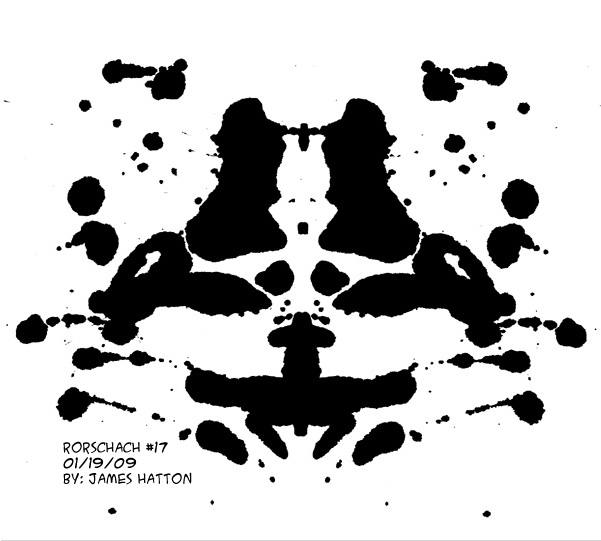 RORSCHACH #17
01/19/09
BY: JAMES HATTON